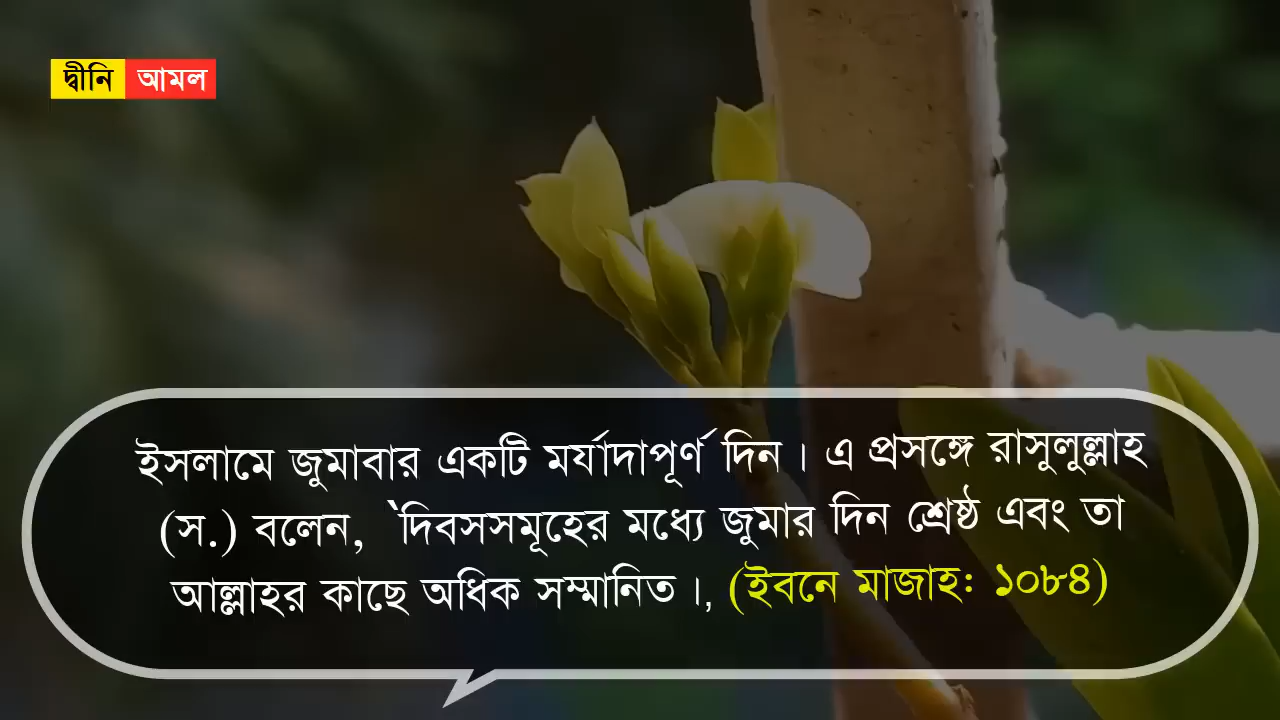 দ্বীনি আমল
ইসলামে জুমাবার একটি মর্যাদাপূর্ণ দিন। এ প্রসঙ্গে রাসুলুল্লাহ
(স.) বলেন, `দিবসসমূহের মধ্যে জুমার দিন শ্রেষ্ঠ এবং তা
আল্লাহর কাছে অধিক সম্মানিত।, (ইবনে মাজাহ: ১০৮৪)